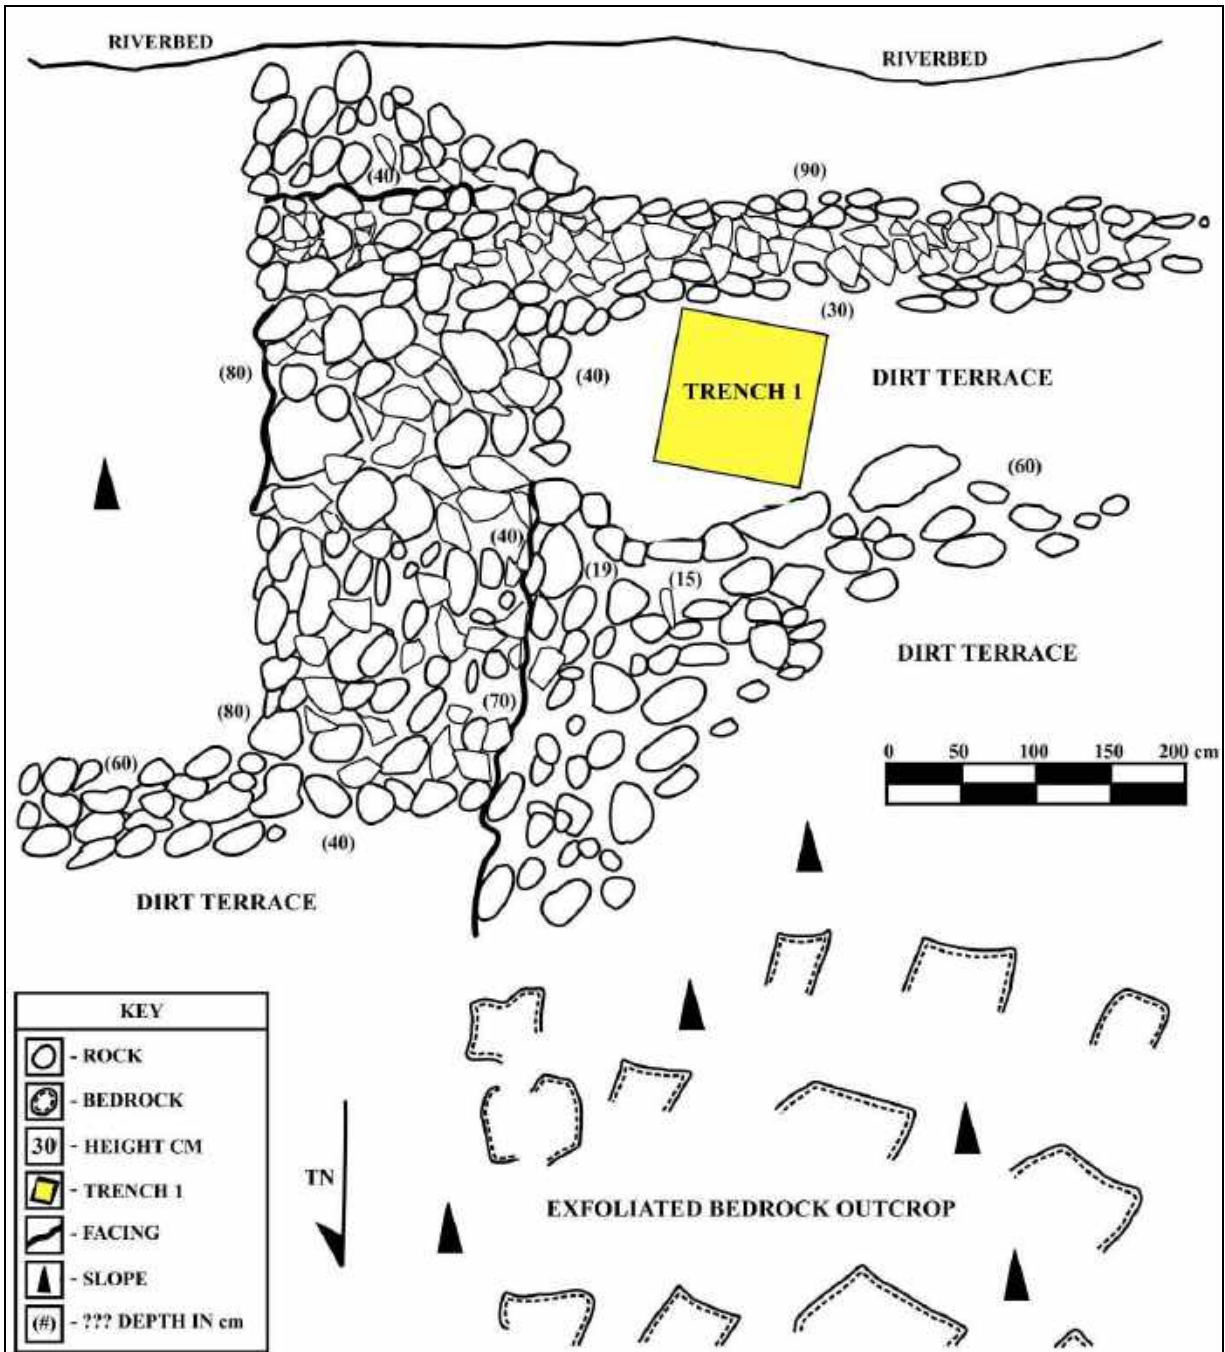 RIVERBED
RIVERBED
(40)
(90)
(30)
(80)
(40)
TRENCH 1
DIRT TERRACE
(60)
(40)
(19)
(15)
DIRT TERRACE
(80)
(70)
(60)
0 50 100 150 200 cm
(40)
DIRT TERRACE
KEY
- ROCK
- BEDROCK
30 - HEIGHT CM
- TRENCH 1
- FACING
- SLOPE
(#) - ??? DEPTH IN cm
TN
EXFOLIATED BEDROCK OUTCROP